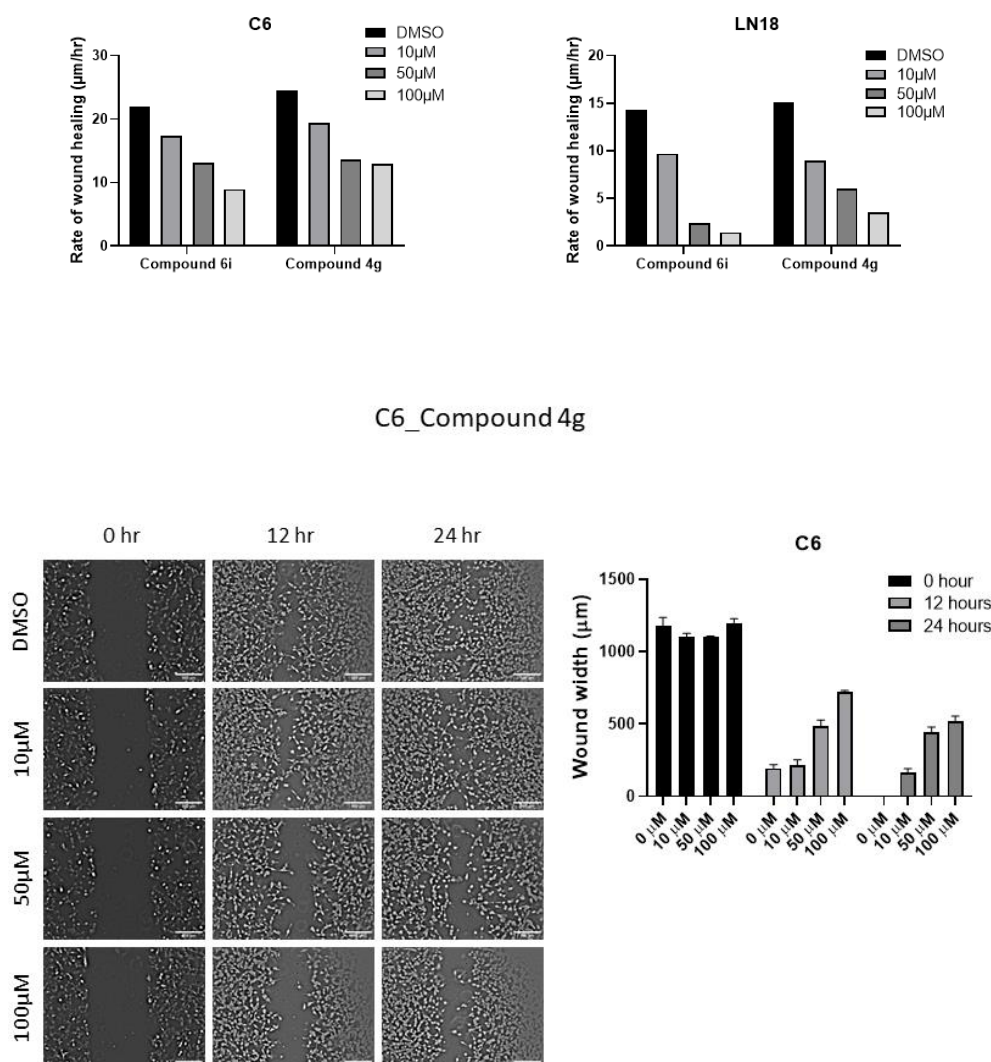 C6
Rate of wound healing (µm/hr)
30
20
10
0
DMSO
10µM
50µM
100µM
Compound 6i
Compound 4g
LN18
Rate of wound healing (µm/hr)
20
15
10
5
0
DMSO
10µM
50µM
100µM
Compound 6i
Compound 4g
C6_Compound 4g
0 hr
12 hr
24 hr
DMSO
10µM
50µM
100µM
C6
Wound width (µm)
1500
1000
500
0
0 hour
12 hours
24 hours
0 µM
10 µM
50 µM
100 µM
0 µM
10 µM
50 µM
100 µM
0 µM
10 µM
50 µM
100 µM